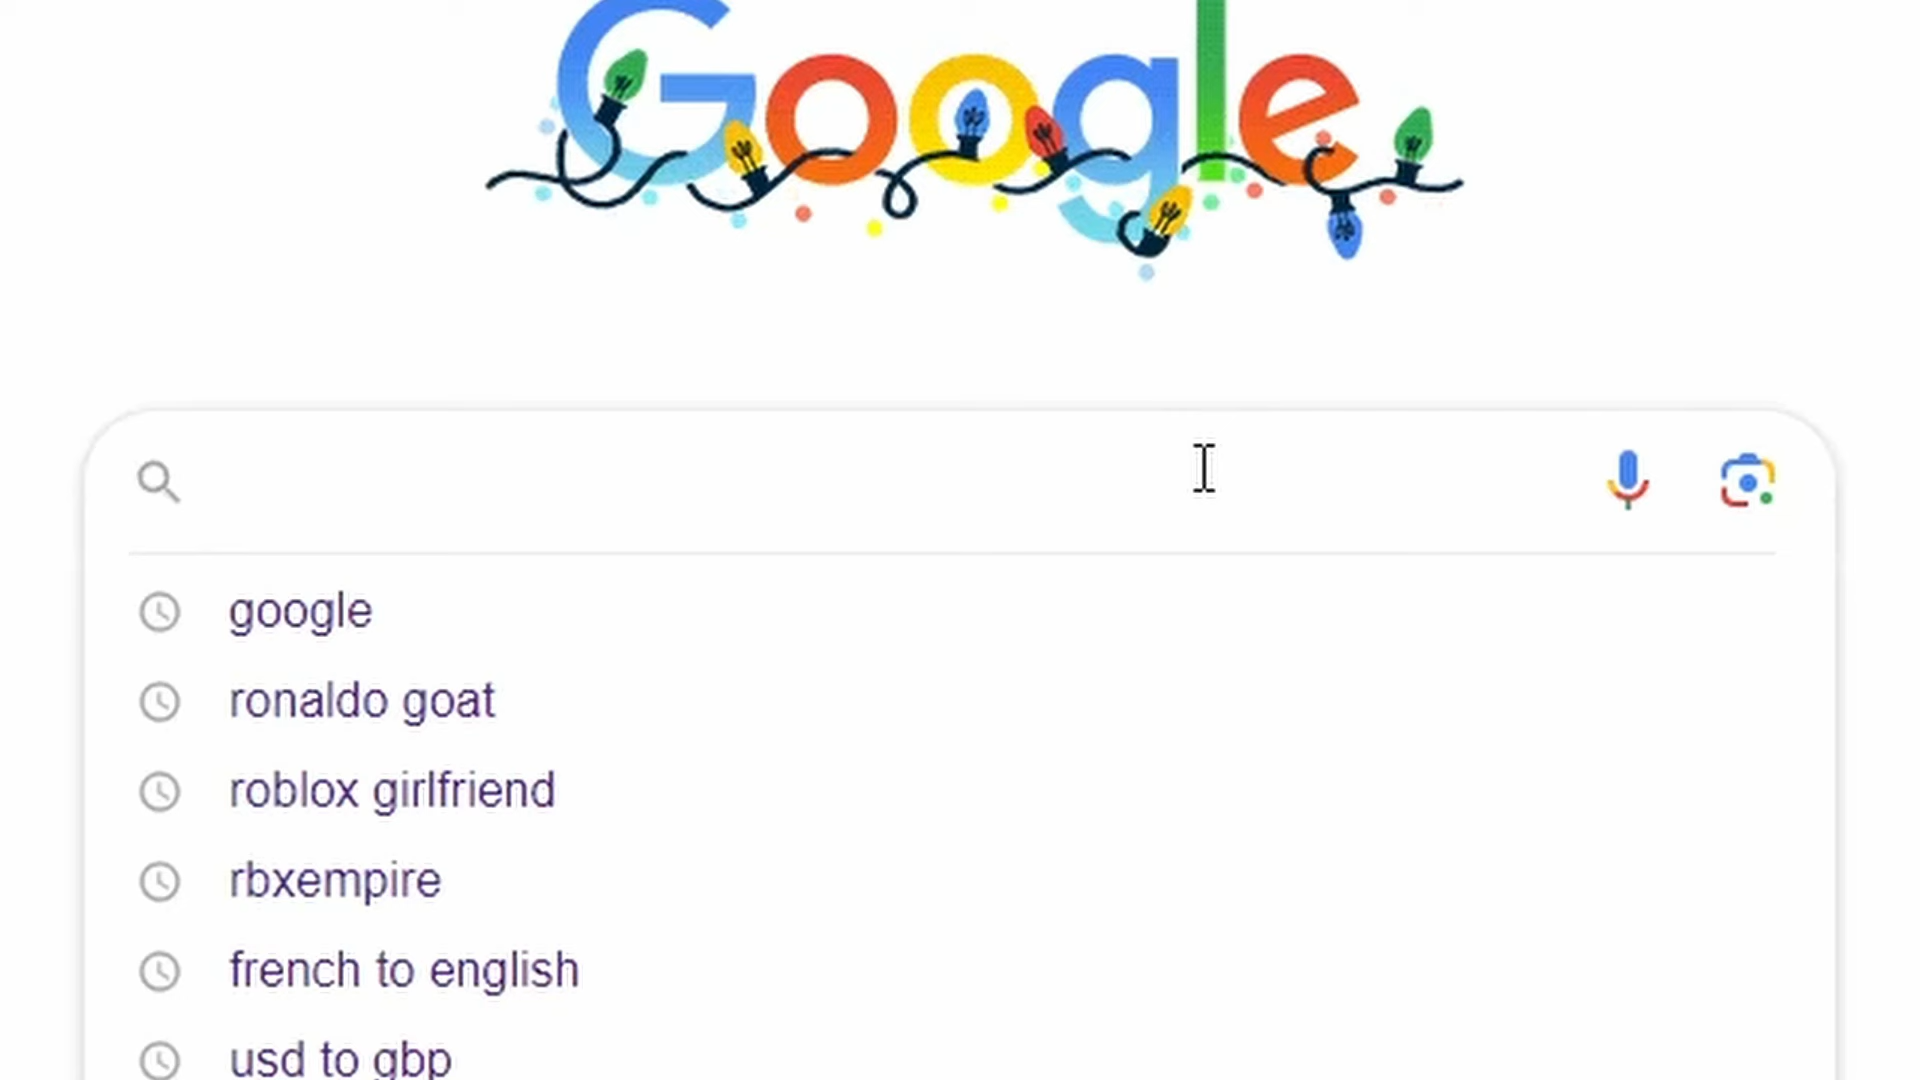 Google
google
ronaldo goat
roblox girlfriend
rbxempire
french to english
usd to gbp